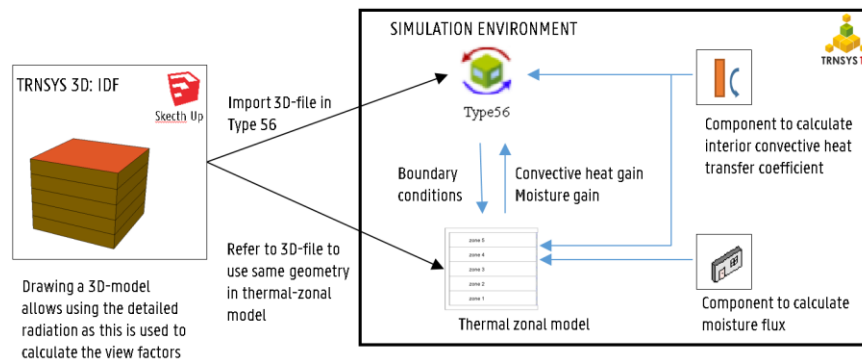 SIMULATION ENVIRONMENT
TRNSYS 3D: IDF
Skecth Up
TRNSYS 1
Import 3D-file in
Type 56
Type56
Component to calculate
interior convective heat
transfer coefficient
Boundary
conditions
Convective heat gain
Moisture gain
Refer to 3D-file to
use same geometry
in thermal-zonal
model
zone 5
zone 4
zone 3
zone 2
zone 1
Thermal zonal model
Component to calculate
moisture flux
Drawing a 3D-model
allows using the detailed
radiation as this is used to
calculate the view factors